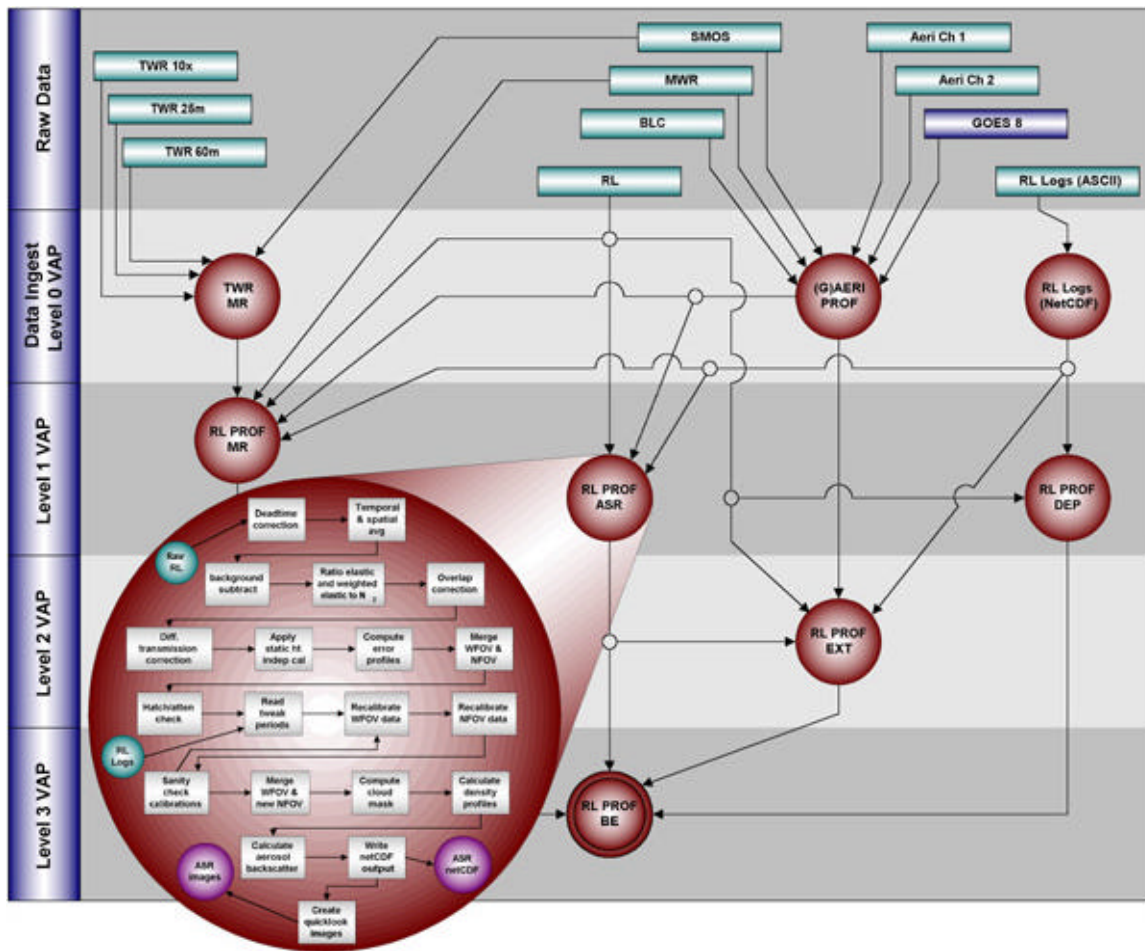 Raw Data
SMOS
Aeri Ch 1
TWR 10x
MWR
Aeri Ch 2
TWR 25m
BLC
GOES 8
TWR 60m
RL
RL Logs (ASCII)
Data Ingest
Level 0 VAP
TWR
MR
(G)AERI
PROF
RL Logs
(NetCDF)
Level 1 VAP
RL PROF
MR
RL PROF
ASR
RL PROF
DEP
Level 2 VAP
RL PROF
EXT
Level 3 VAP
RL PROF
BE
Raw
RL
Deadtime
correction
Temporal
& spatial
avg
background
subtract
Ratio elastic
and weighted
elastic to N2
Overlap
correction
Diff.
transmission
correction
Apply
static ht
indep cal
Compute
error
profiles
Merge
WFOV &
NFOV
Hatch/atten
check
Read
tweak
periods
Recalibrate
WFOV data
Recalibrate
NFOV data
RL
Logs
Sanity
check
calibrations
Merge
WFOV &
new NFOV
Compute
cloud
mask
Calculate
density
profiles
Calculate
aerosol
backscatter
Write
netCDF
output
ASR
netCDF
ASR
images
Create
quicklook
images